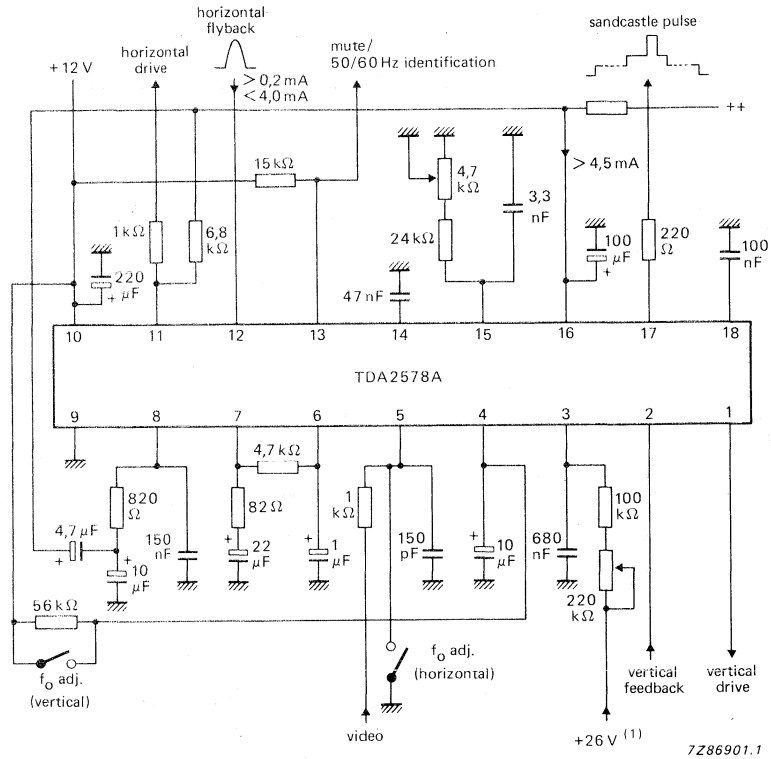 horizontal
flyback
sandcastle pulse
horizontal
drive
mute/
50/60 Hz identification
+12 V
> 0,2 mA
< 4,0 mA
++
15 kΩ
4,7
kΩ
3,3
nF
> 4,5 mA
1 kΩ
6,8
kΩ
24 kΩ
100
μF
+
220
Ω
100
nF
220
μF
+
47 nF
10
11
12
13
14
15
16
17
18
TDA2578A
9
8
7
6
5
4
3
2
1
4,7 kΩ
820
Ω
82 Ω
1
kΩ
100
kΩ
4,7 μF
+
150
nF
+
22
μF
+
1
μF
150
pF
+
10
μF
680
nF
+
10
μF
220
kΩ
56 kΩ
fo adj.
(vertical)
fo adj.
(horizontal)
vertical
feedback
vertical
drive
video
+26 V (1)
7Z86901.1